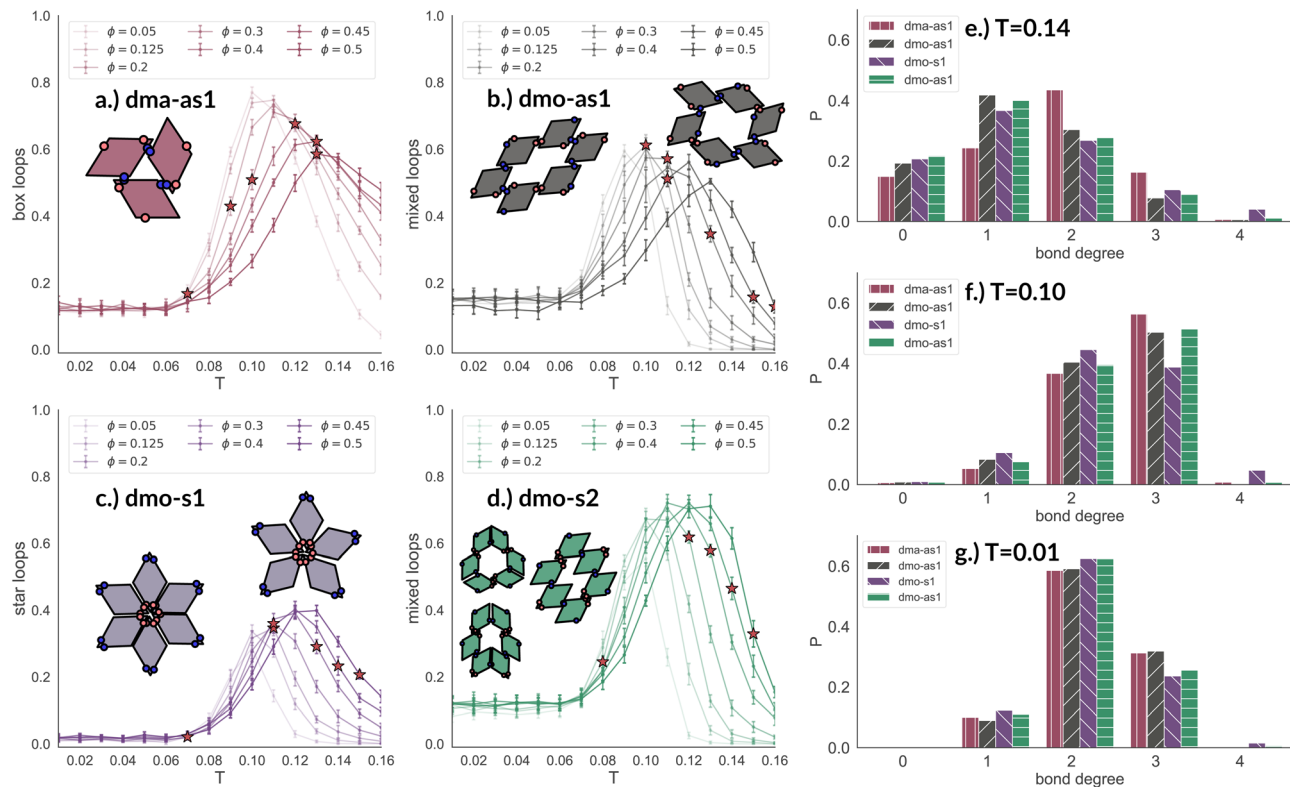 1.0
0.8
0.6
0.4
0.2
0.0
box loops
ϕ = 0.05
ϕ = 0.125
ϕ = 0.2
ϕ = 0.3
ϕ = 0.4
ϕ = 0.45
ϕ = 0.5
a.) dma-as1
0.02 0.04 0.06 0.08 0.10 0.12 0.14 0.16
T
1.0
0.8
0.6
0.4
0.2
0.0
mixed loops
ϕ = 0.05
ϕ = 0.125
ϕ = 0.2
ϕ = 0.3
ϕ = 0.4
ϕ = 0.45
ϕ = 0.5
b.) dmo-as1
0.02 0.04 0.06 0.08 0.10 0.12 0.14 0.16
T
1.0
0.8
0.6
0.4
0.2
0.0
star loops
ϕ = 0.05
ϕ = 0.125
ϕ = 0.2
ϕ = 0.3
ϕ = 0.4
ϕ = 0.45
ϕ = 0.5
c.) dmo-s1
0.02 0.04 0.06 0.08 0.10 0.12 0.14 0.16
T
1.0
0.8
0.6
0.4
0.2
0.0
mixed loops
ϕ = 0.05
ϕ = 0.125
ϕ = 0.2
ϕ = 0.3
ϕ = 0.4
ϕ = 0.45
ϕ = 0.5
d.) dmo-s2
0.02 0.04 0.06 0.08 0.10 0.12 0.14 0.16
T
0.6
0.4
0.2
0.0
P
dma-as1
dmo-as1
dmo-s1
dmo-as1
e.) T=0.14
0 1 2 3 4
bond degree
0.6
0.4
0.2
0.0
P
dma-as1
dmo-as1
dmo-s1
dmo-as1
f.) T=0.10
0 1 2 3 4
bond degree
0.6
0.4
0.2
0.0
P
dma-as1
dmo-as1
dmo-s1
dmo-as1
g.) T=0.01
0 1 2 3 4
bond degree